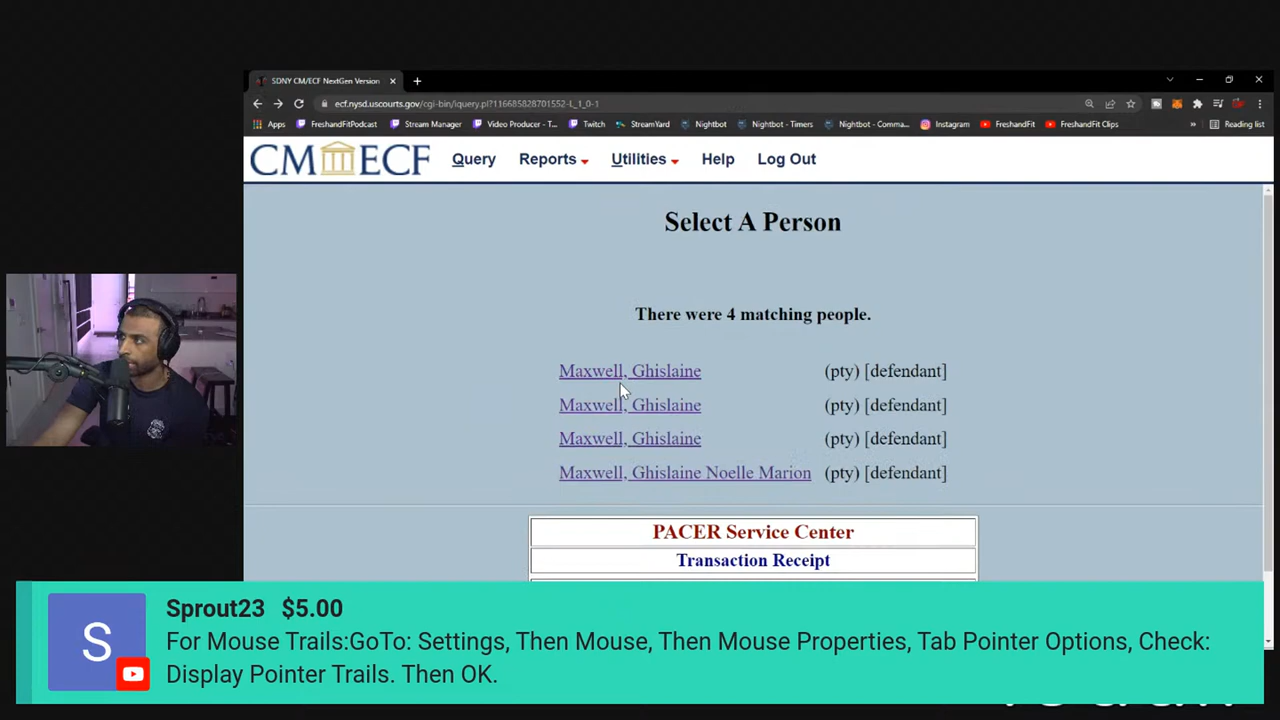 SDNY CM/ECF NextGen Version
ecf.nysd.uscourts.gov/cgi-bin/iquery.pl?116685828701552-L_1_0-1
Apps FreshandFitPodcast Stream Manager Video Producer - T... Twitch StreamYard Nightbot Nightbot - Timers Nightbot - Comma... Instagram FreshandFit FreshandFit Clips » Reading list
CM ECF Query Reports Utilities Help Log Out
Select A Person
There were 4 matching people.
Maxwell, Ghislaine (pty) [defendant]
Maxwell, Ghislaine (pty) [defendant]
Maxwell, Ghislaine (pty) [defendant]
Maxwell, Ghislaine Noelle Marion (pty) [defendant]
PACER Service Center
Transaction Receipt
S
Sprout23 $5.00
For Mouse Trails:GoTo: Settings, Then Mouse, Then Mouse Properties, Tab Pointer Options, Check:
Display Pointer Trails. Then OK.